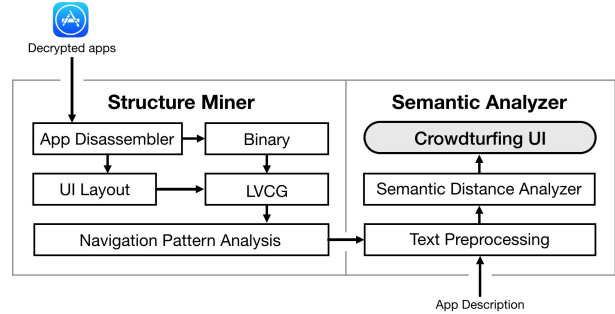 Decrypted apps
Structure Miner
Semantic Analyzer
App Disassembler
Binary
Crowdturfing UI
UI Layout
LVCG
Semantic Distance Analyzer
Navigation Pattern Analysis
Text Preprocessing
App Description